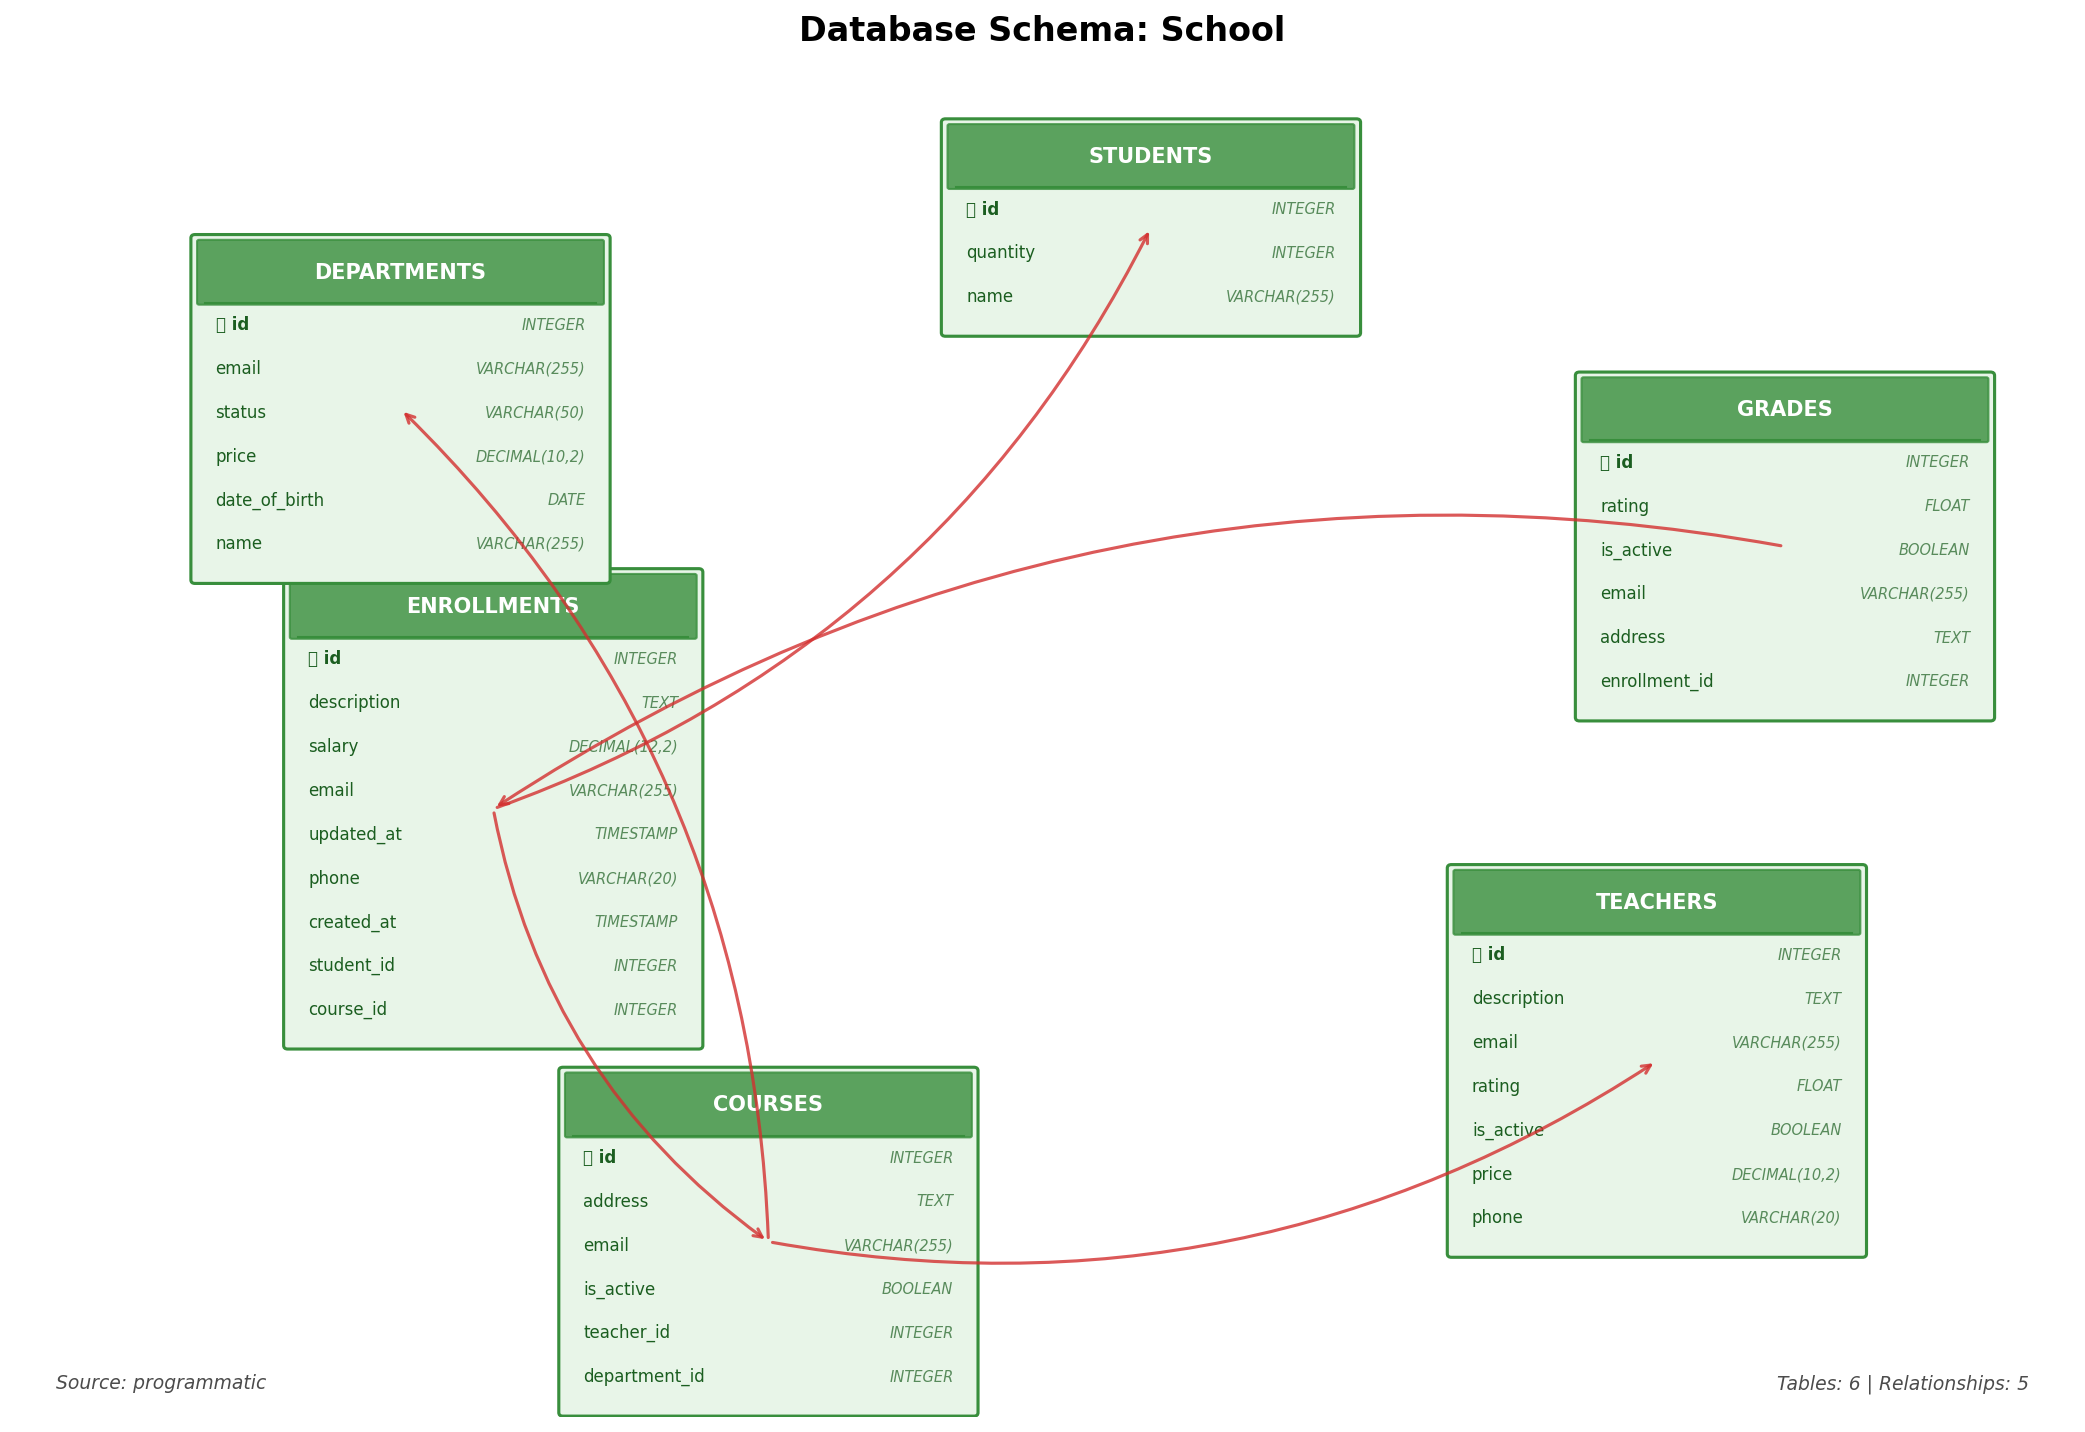 Database Schema: School
STUDENTS
id INTEGER
quantity INTEGER
name VARCHAR(255)
DEPARTMENTS
id INTEGER
email VARCHAR(255)
status VARCHAR(50)
price DECIMAL(10,2)
date_of_birth DATE
name VARCHAR(255)
GRADES
id INTEGER
rating FLOAT
is_active BOOLEAN
email VARCHAR(255)
address TEXT
enrollment_id INTEGER
ENROLLMENTS
id INTEGER
description TEXT
salary DECIMAL(12,2)
email VARCHAR(255)
updated_at TIMESTAMP
phone VARCHAR(20)
created_at TIMESTAMP
student_id INTEGER
course_id INTEGER
TEACHERS
id INTEGER
description TEXT
email VARCHAR(255)
rating FLOAT
is_active BOOLEAN
price DECIMAL(10,2)
phone VARCHAR(20)
COURSES
id INTEGER
address TEXT
email VARCHAR(255)
is_active BOOLEAN
teacher_id INTEGER
department_id INTEGER
Source: programmatic
Tables: 6 | Relationships: 5